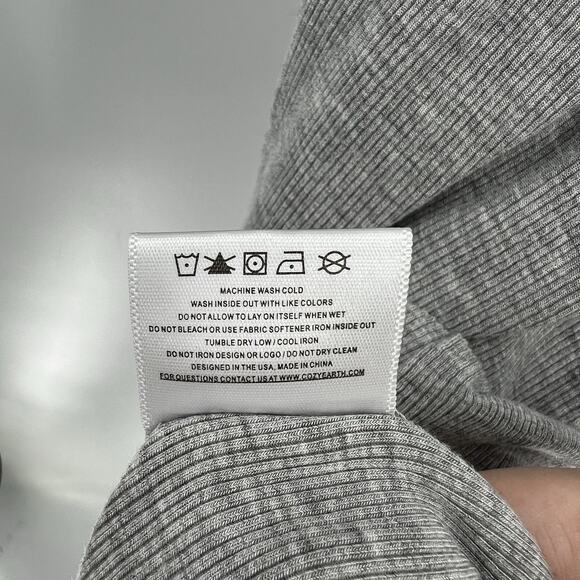 MACHINE WASH COLD
WASH INSIDE OUT WITH LIKE COLORS
DO NOT ALLOW TO LAY ON ITSELF WHEN WET
DO NOT BLEACH OR USE FABRIC SOFTENER IRON INSIDE OUT
TUMBLE DRY LOW / COOL IRON
DO NOT IRON DESIGN OR LOGO / DO NOT DRY CLEAN
DESIGNED IN THE USA. MADE IN CHINA
FOR QUESTIONS CONTACT US AT WWW.COZYEARTH.COM